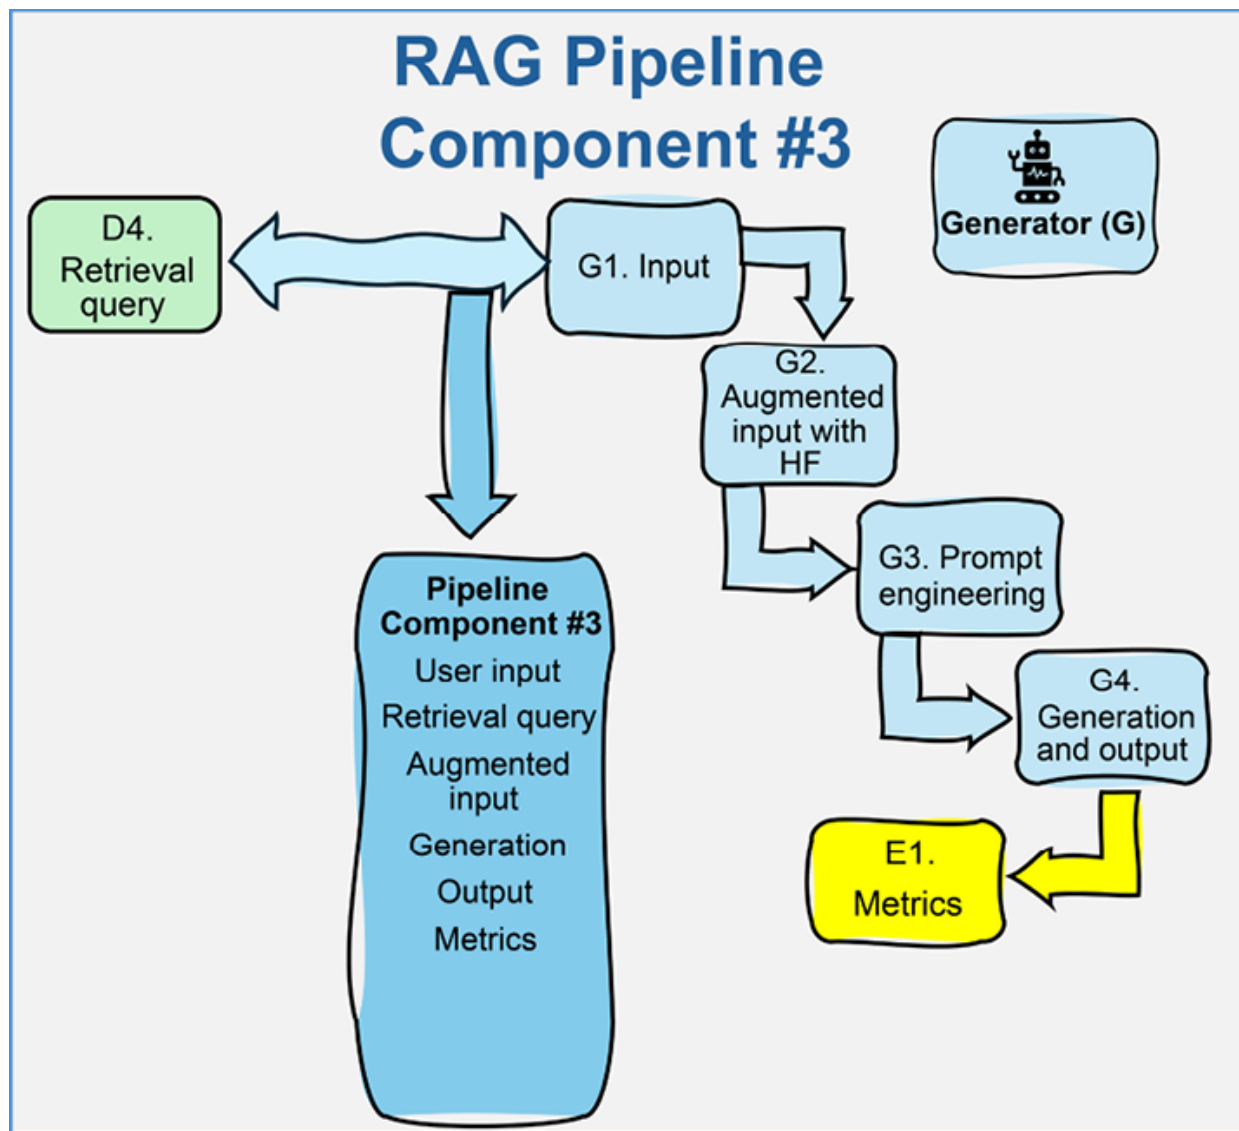 RAG Pipeline
Component #3
Generator (G)
D4.
Retrieval
query
G1. Input
G2.
Augmented
input with
HF
G3. Prompt
engineering
G4.
Generation
and output
E1.
Metrics
Pipeline
Component #3
User input
Retrieval query
Augmented
input
Generation
Output
Metrics